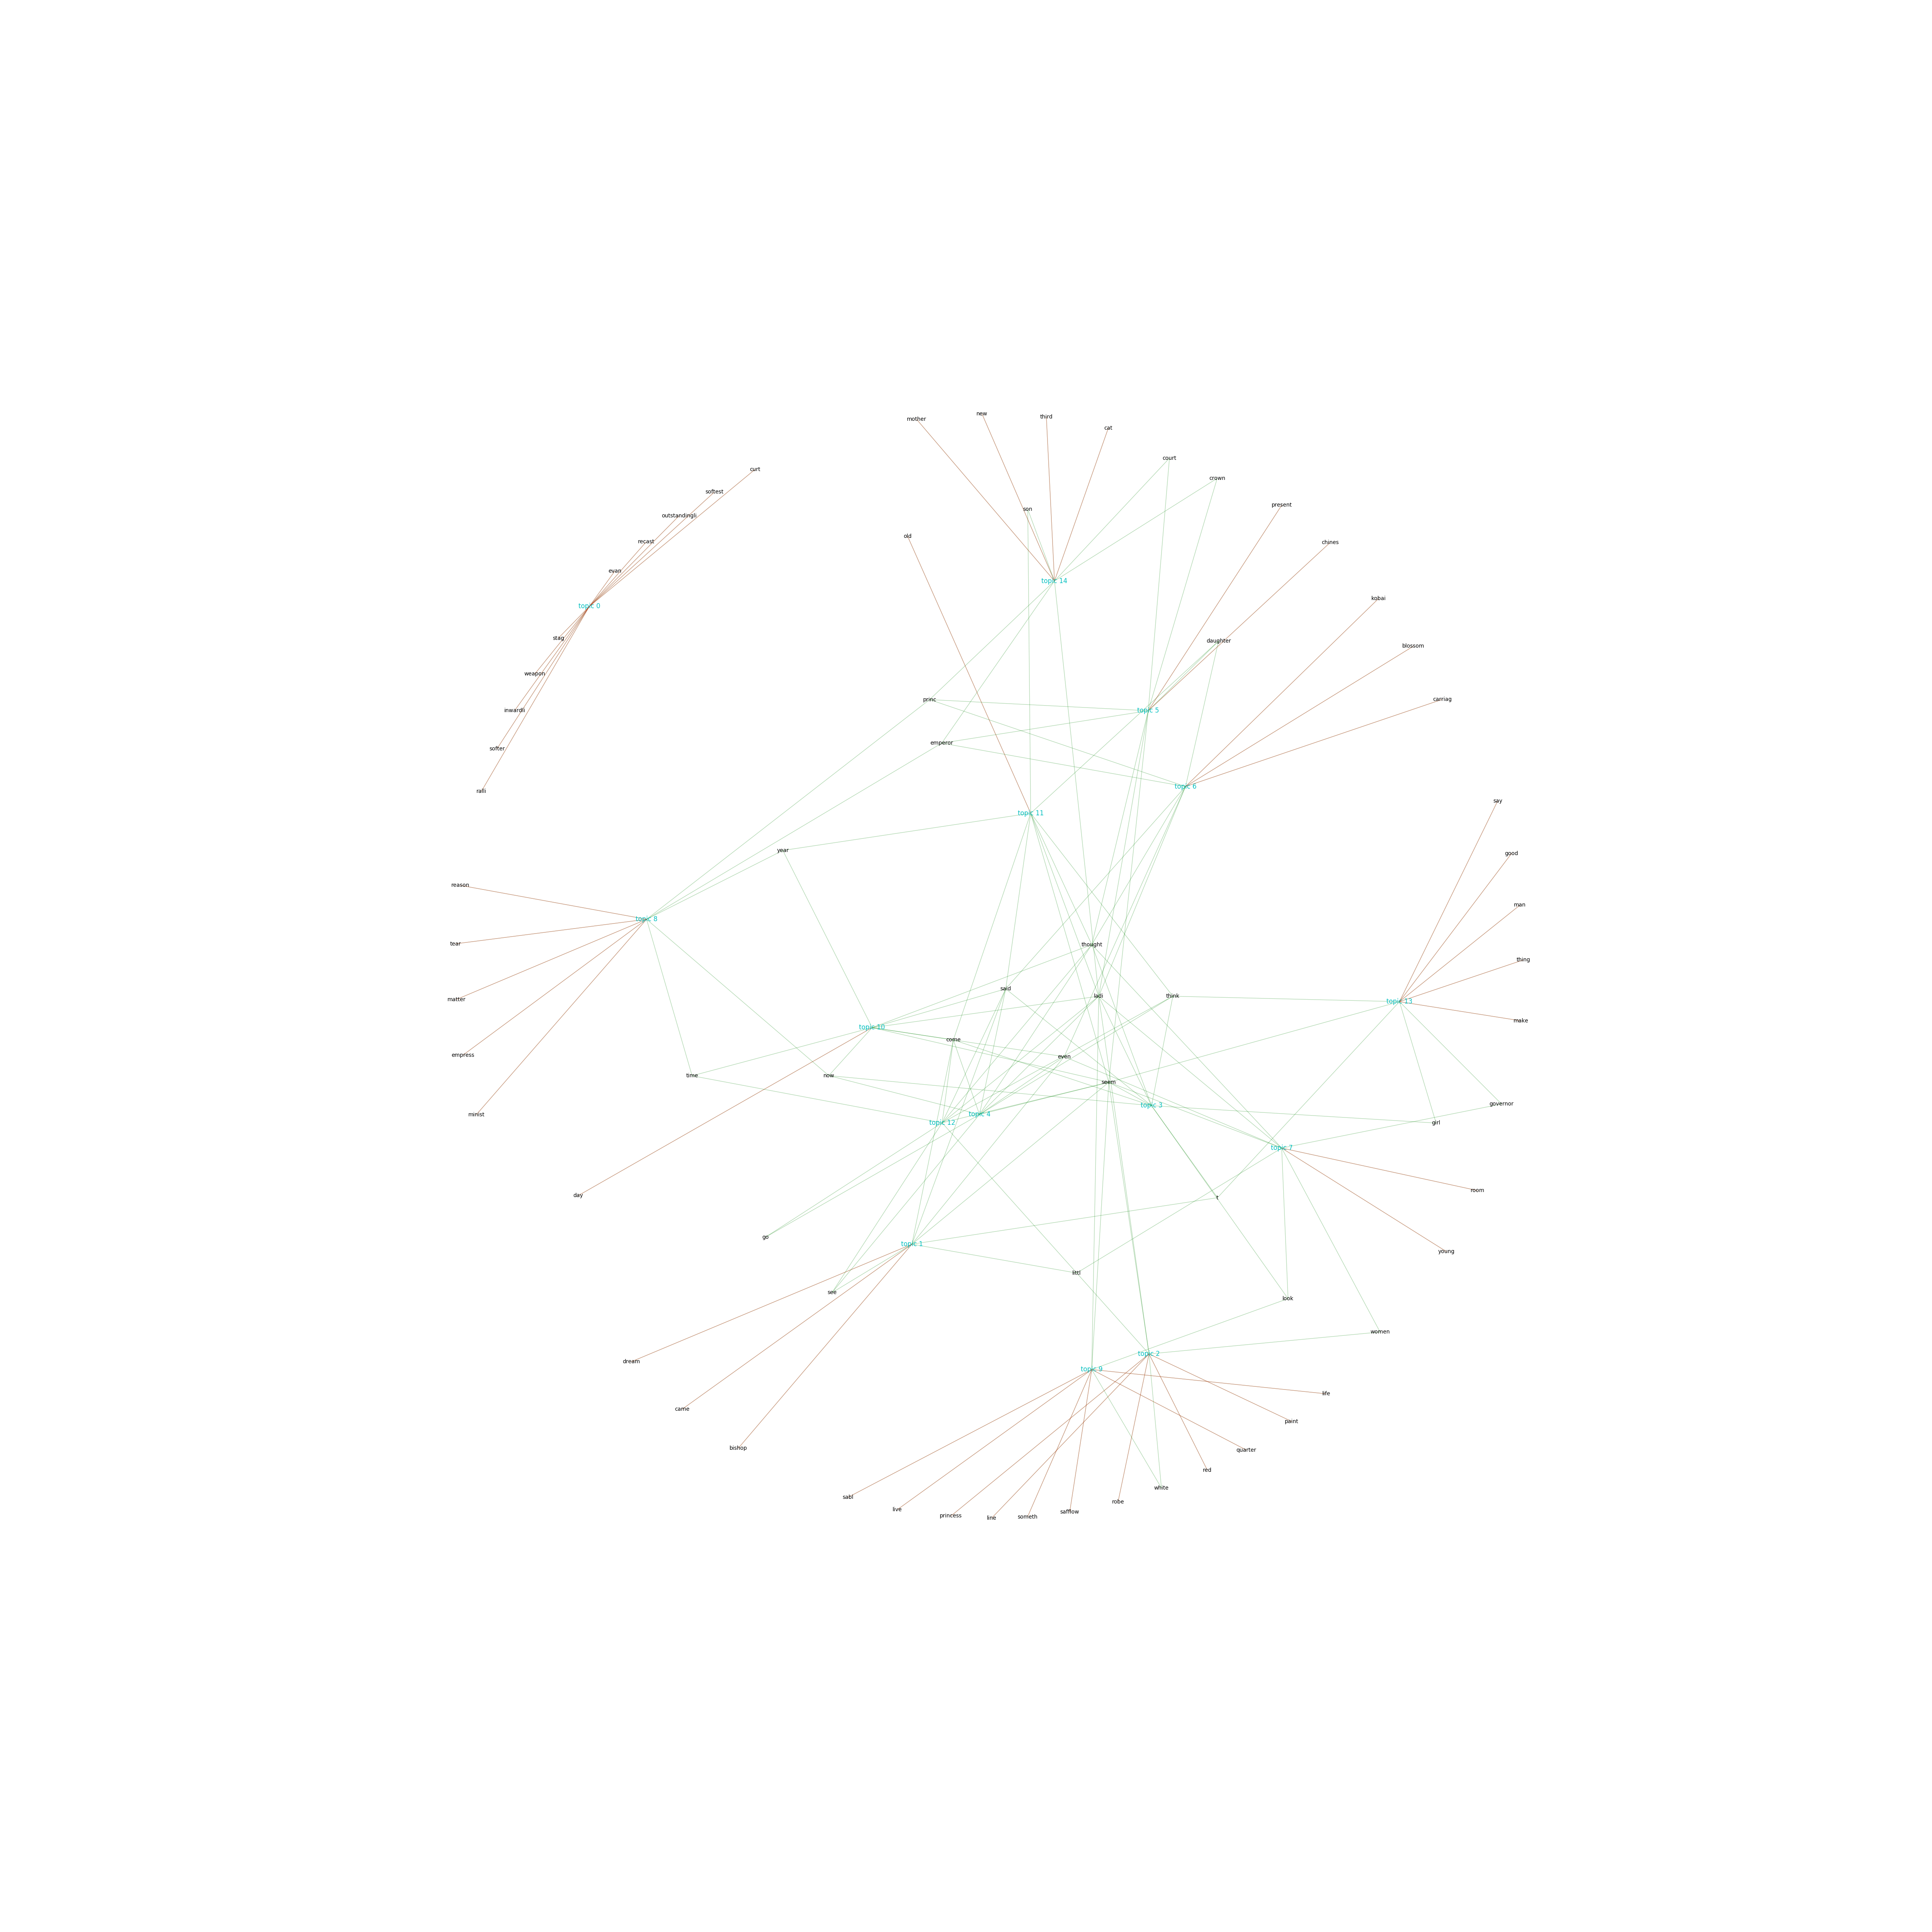 new
third
mother
cat
court
curt
crown
softest
present
son
outstandingli
old
recast
chines
evan
topic 14
kobai
topic 0
stag
daughter
blossom
weapon
princ
carriag
inwardli
topic 5
emperor
softer
topic 6
ralli
say
topic 11
year
good
reason
man
topic 8
tear
thought
thing
said
ladi
think
matter
topic 13
make
topic 10
come
empress
even
time
now
seem
governor
topic 3
minist
topic 4
topic 12
girl
topic 7
room
day
t
go
topic 1
young
littl
see
look
women
topic 2
dream
topic 9
life
came
paint
bishop
quarter
red
white
sabl
robe
live
safflow
princess
someth
line